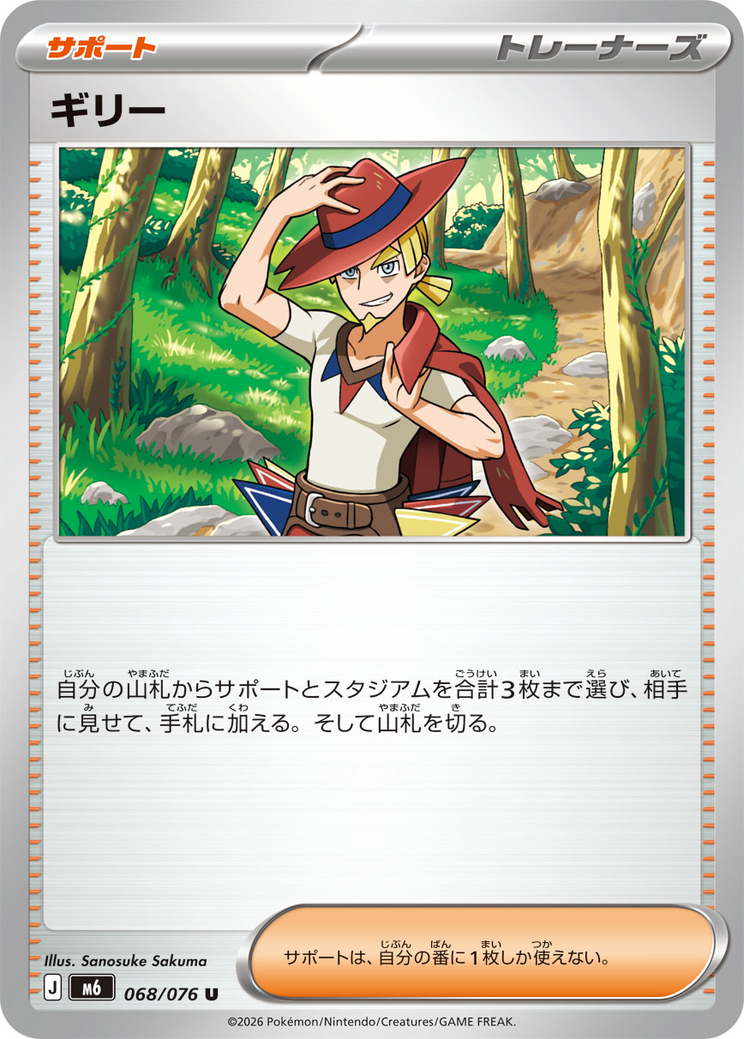 サポート
トレーナーズ
ギリー
自分の山札からサポートとスタジアムを合計3枚まで選び、相手
に見せて、手札に加える。そして山札を切る。
サポートは、自分の番に1枚しか使えない。
Illus. Sanosuke Sakuma
J M6 068/076 U
©2026 Pokémon/Nintendo/Creatures/GAME FREAK.